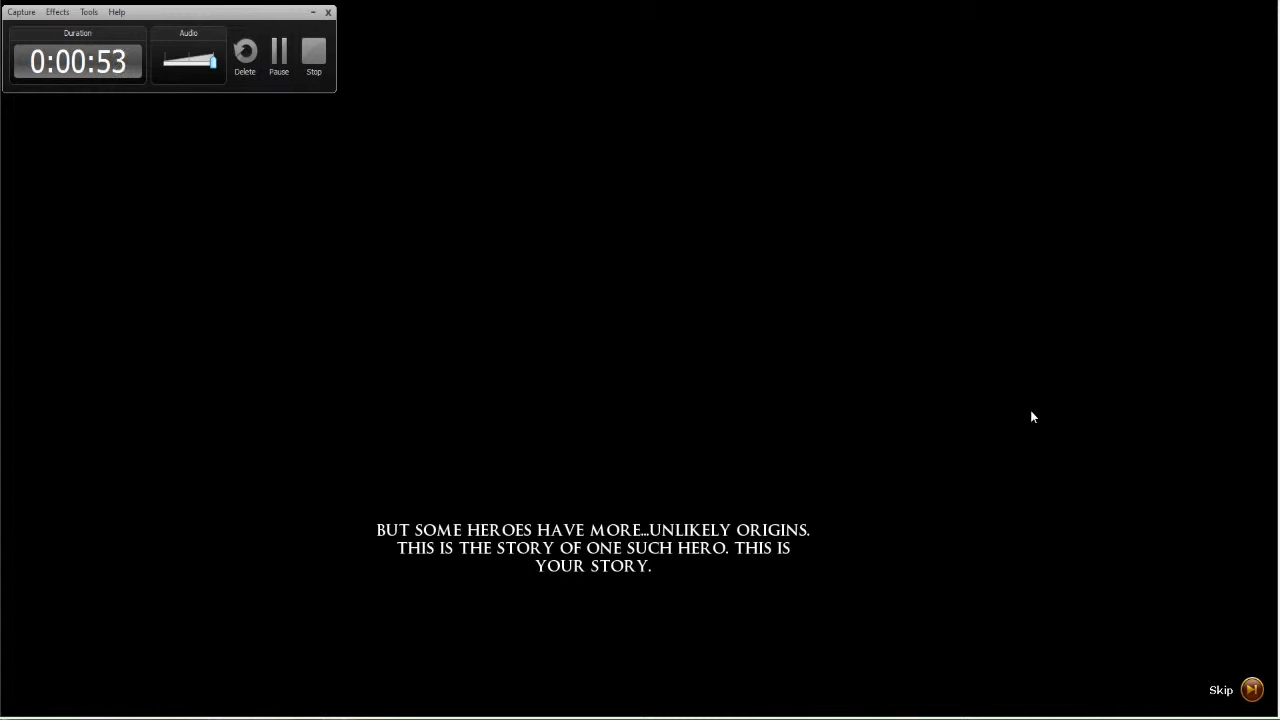 Capture Effects Tools Help
Duration
Audio
0:00:53
Delete Pause Stop
BUT SOME HEROES HAVE MORE...UNLIKELY ORIGINS.
THIS IS THE STORY OF ONE SUCH HERO. THIS IS
YOUR STORY.
Skip